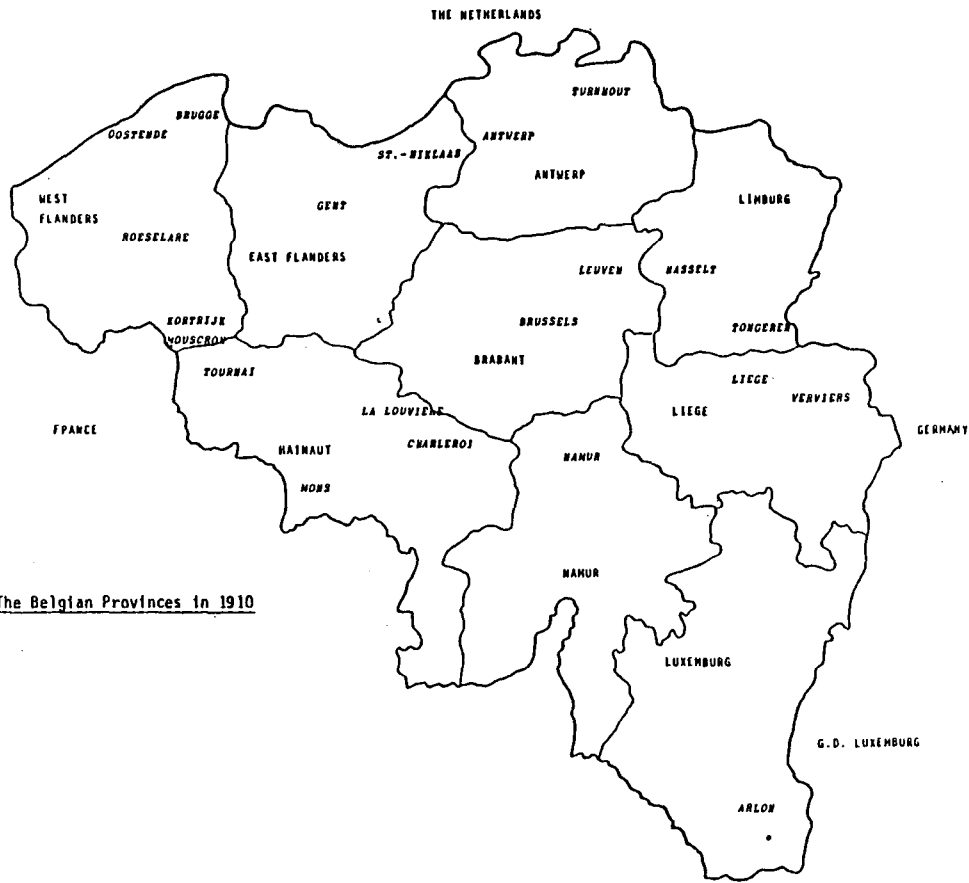 THE NETHERLANDS
TURNHOUT
BRUGGE
OOSTENDE
ANTWERP
ST.-NIKLAAS
ANTWERP
WEST
FLANDERS
GENT
LIMBURG
ROESELARE
EAST FLANDERS
LEUVEN
HASSELT
KORTRIJK
MOUSCRON
BRUSSELS
TONGEREN
BRABANT
TOURNAI
LIEGE
VERVIERS
LA LOUVIERE
LIEGE
FRANCE
GERMANY
HAINAUT
CHARLEROI
NAMUR
MONS
NAMUR
The Belgian Provinces in 1910
LUXEMBURG
G.D. LUXEMBURG
ARLON